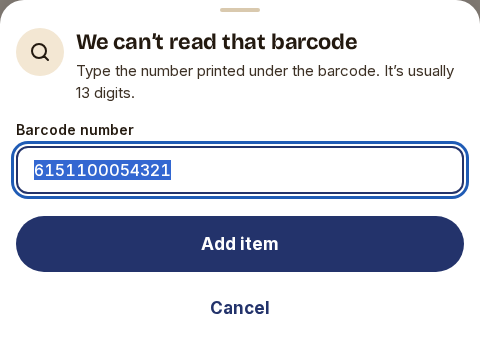 We can’t read that barcode
Type the number printed under the barcode. It’s usually
13 digits.
Barcode number
6151100054321
Add item
Cancel